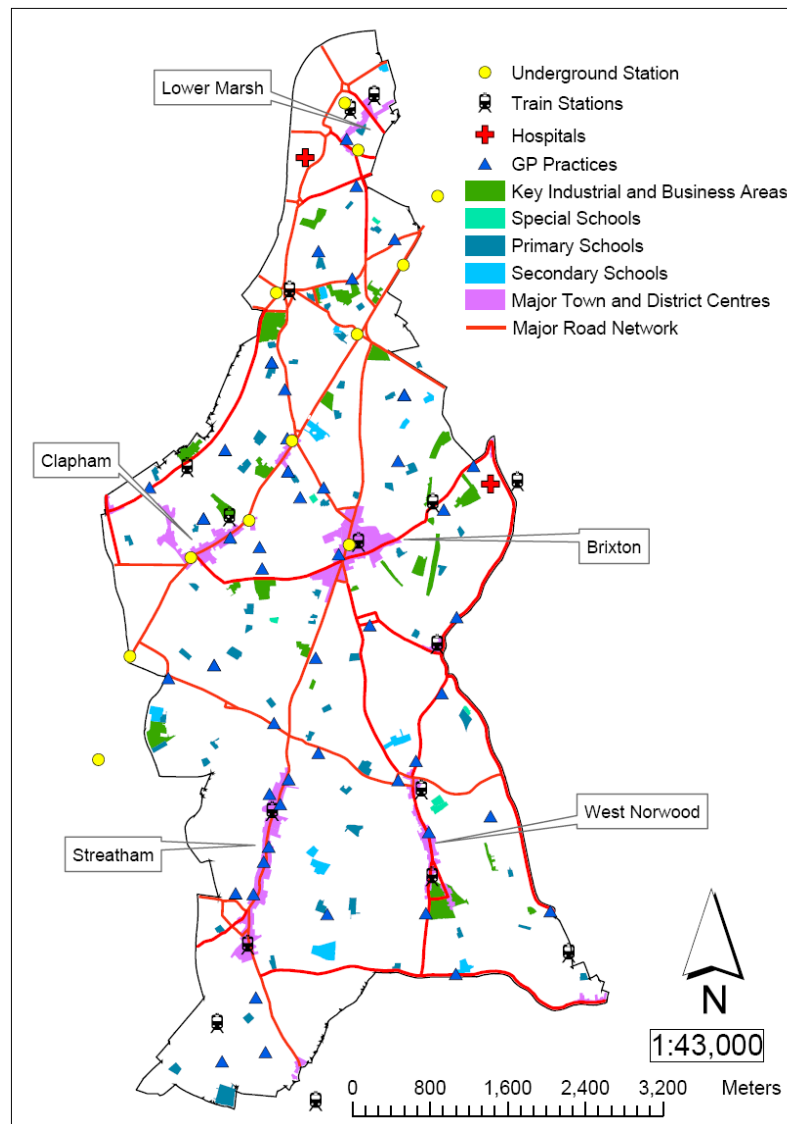 Lower Marsh
Underground Station
Train Stations
Hospitals
GP Practices
Key Industrial and Business Areas
Special Schools
Primary Schools
Secondary Schools
Major Town and District Centres
Major Road Network
Clapham
Brixton
West Norwood
Streatham
N
1:43,000
0 800 1,600 2,400 3,200 Meters